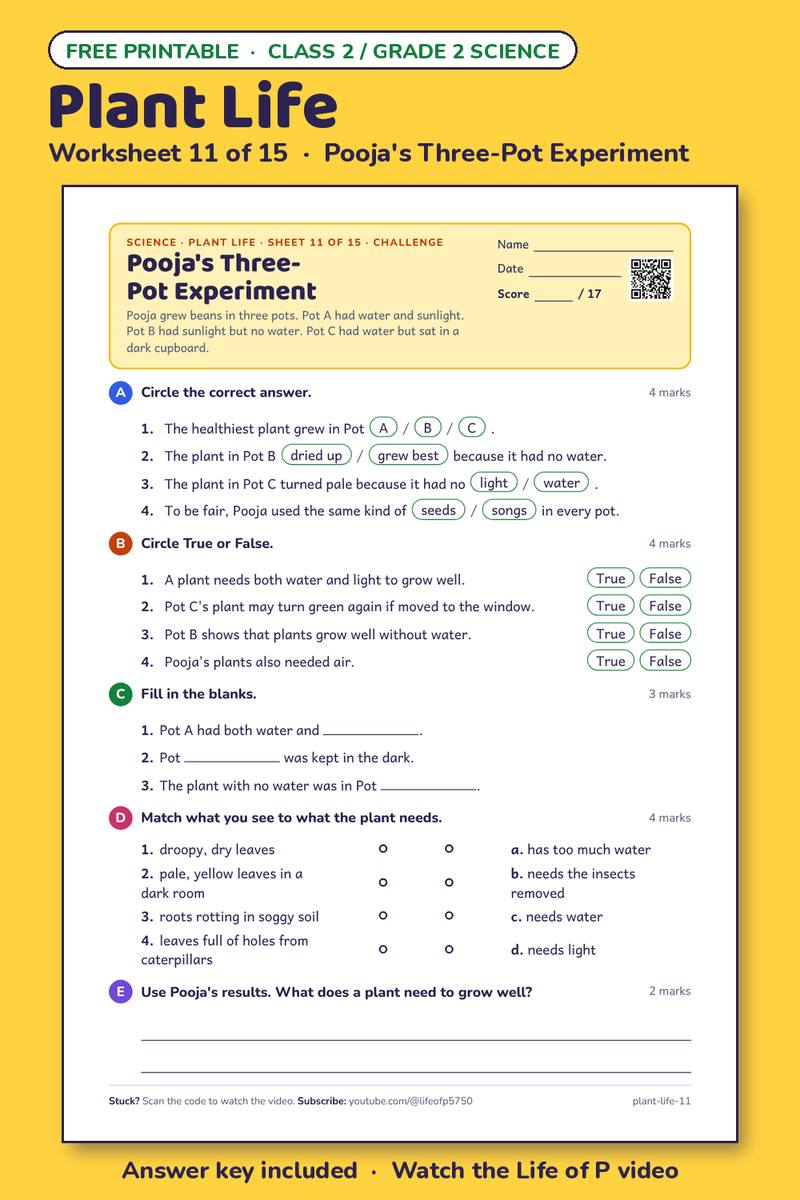 FREE PRINTABLE · CLASS 2 / GRADE 2 SCIENCE
Plant Life
Worksheet 11 of 15 · Pooja's Three-Pot Experiment
SCIENCE · PLANT LIFE · SHEET 11 OF 15 · CHALLENGE
Pooja's Three-
Pot Experiment
Pooja grew beans in three pots. Pot A had water and sunlight.
Pot B had sunlight but no water. Pot C had water but sat in a
dark cupboard.
Name ____________
Date ____________
Score _____ / 17
A Circle the correct answer. 4 marks
1. The healthiest plant grew in Pot A / B / C .
2. The plant in Pot B dried up / grew best because it had no water.
3. The plant in Pot C turned pale because it had no light / water .
4. To be fair, Pooja used the same kind of seeds / songs in every pot.
B Circle True or False. 4 marks
1. A plant needs both water and light to grow well. True False
2. Pot C's plant may turn green again if moved to the window. True False
3. Pot B shows that plants grow well without water. True False
4. Pooja's plants also needed air. True False
C Fill in the blanks. 3 marks
1. Pot A had both water and ____________.
2. Pot ____________ was kept in the dark.
3. The plant with no water was in Pot ____________.
D Match what you see to what the plant needs. 4 marks
1. droopy, dry leaves a. has too much water
2. pale, yellow leaves in a b. needs the insects
dark room removed
3. roots rotting in soggy soil c. needs water
4. leaves full of holes from d. needs light
caterpillars
E Use Pooja's results. What does a plant need to grow well? 2 marks
Stuck? Scan the code to watch the video. Subscribe: youtube.com/@lifeofp5750 plant-life-11
Answer key included · Watch the Life of P video